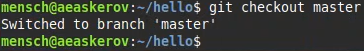 mensch@aeaskerov:~/hello$ git checkout master
Switched to branch 'master'
mensch@aeaskerov:~/hello$